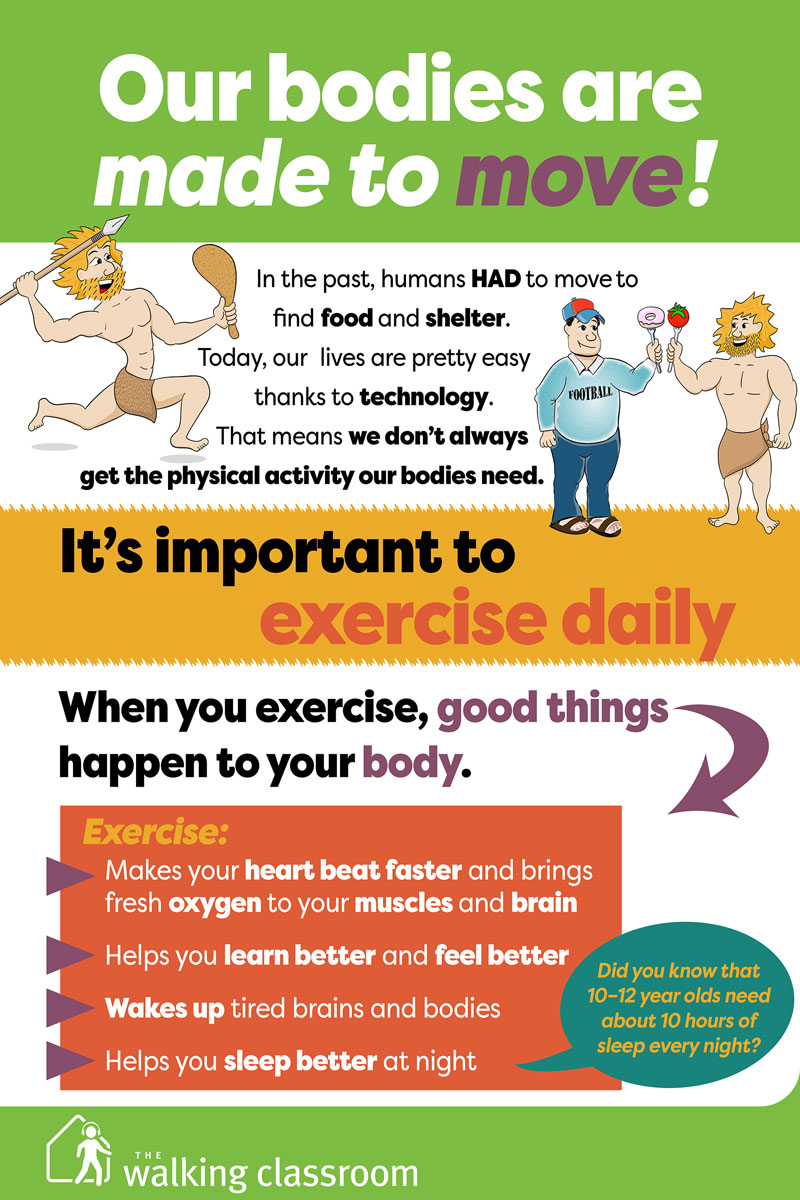 Our bodies are
made to move!
In the past, humans HAD to move to
find food and shelter.
Today, our lives are pretty easy
thanks to technology.
That means we don't always
get the physical activity our bodies need.
FOOTBALL
It's important to
exercise daily
When you exercise, good things
happen to your body.
Exercise:
Makes your heart beat faster and brings
fresh oxygen to your muscles and brain
Helps you learn better and feel better
Wakes up tired brains and bodies
Helps you sleep better at night
Did you know that
10–12 year olds need
about 10 hours of
sleep every night?
THE
walking classroom